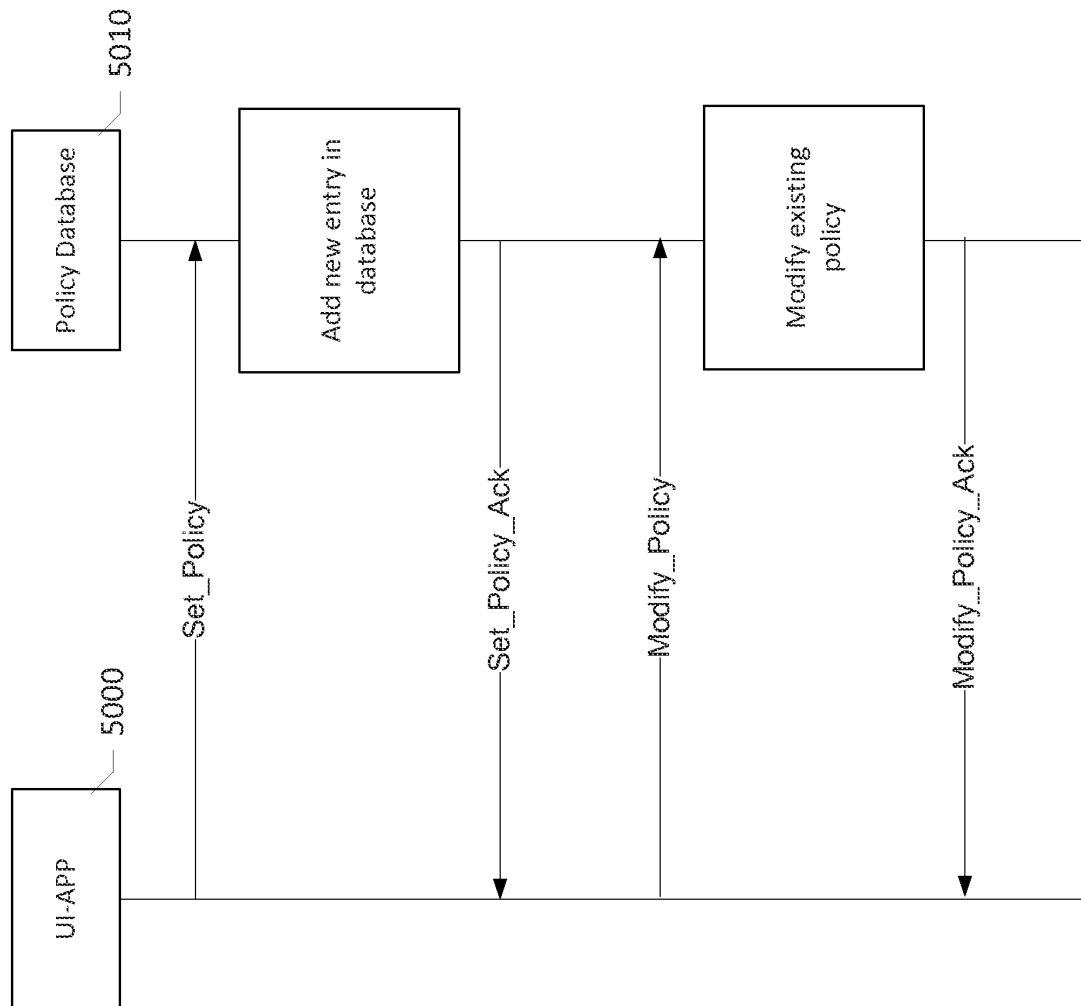 UI-APP
5000
Policy Database
5010
Set_Policy
Add new entry in
database
Set_Policy_Ack
Modify_Policy
Modify existing
policy
Modify_Policy_Ack